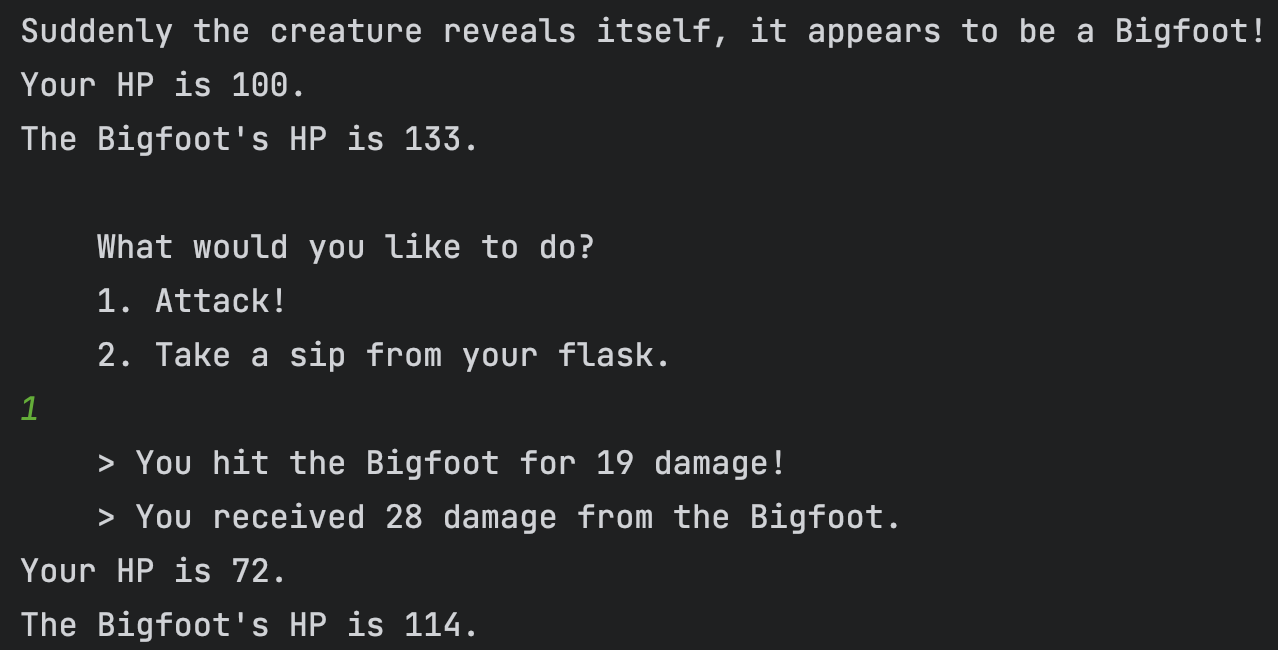 Suddenly the creature reveals itself, it appears to be a Bigfoot!
Your HP is 100.
The Bigfoot's HP is 133.
What would you like to do?
1. Attack!
2. Take a sip from your flask.
1
> You hit the Bigfoot for 19 damage!
> You received 28 damage from the Bigfoot.
Your HP is 72.
The Bigfoot's HP is 114.